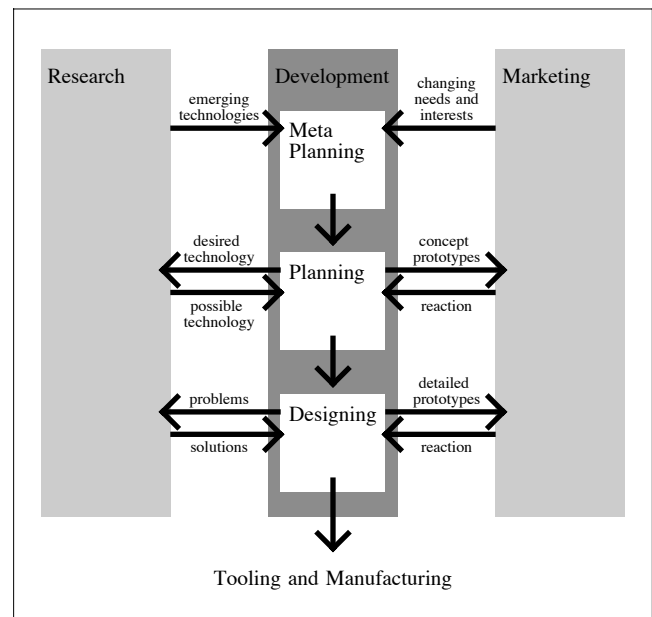 Research
Development
Marketing
emerging
technologies
changing
needs and
interests
Meta
Planning
desired
technology
Planning
concept
prototypes
possible
technology
reaction
problems
Designing
detailed
prototypes
solutions
reaction
Tooling and Manufacturing